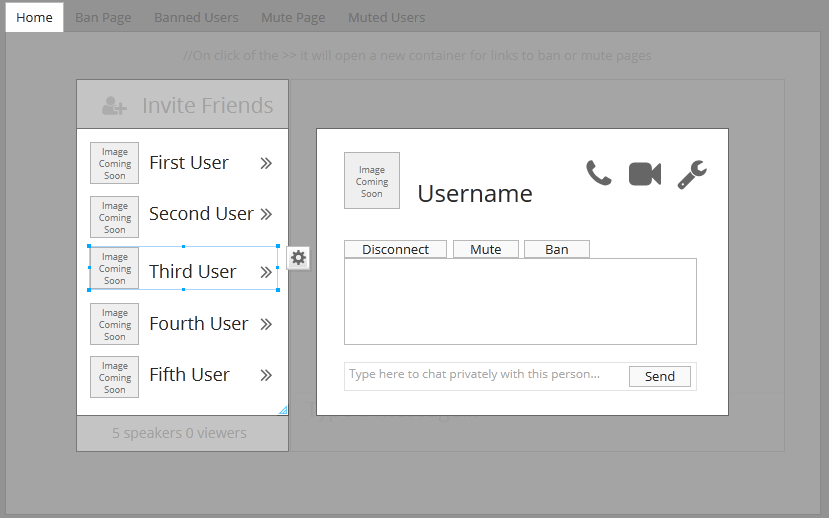 Home Ban Page Banned Users Mute Page Muted Users
//On click of the >> it will open a new container for links to ban or mute pages
Invite Friends
Image
Coming
Soon
First User
Image
Coming
Soon
Second User
Image
Coming
Soon
Third User
Image
Coming
Soon
Fourth User
Image
Coming
Soon
Fifth User
5 speakers 0 viewers
Image
Coming
Soon
Username
Disconnect Mute Ban
Type here to chat privately with this person...
Send